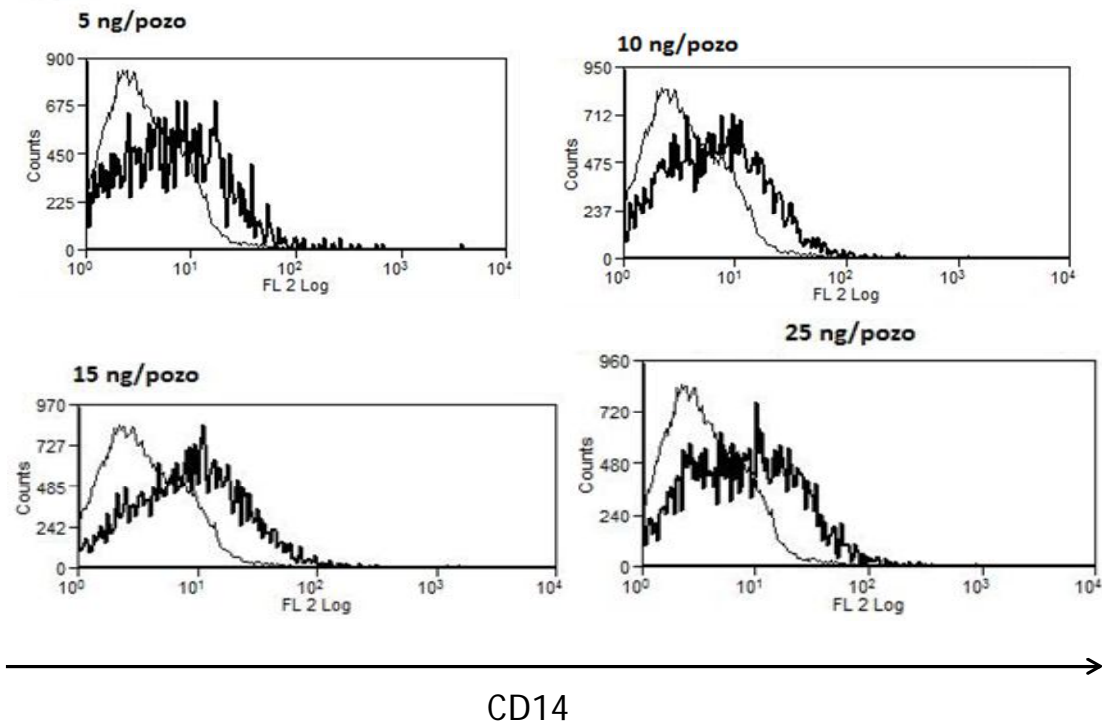 5 ng/pozo
900
675
450
225
0
Counts
10⁰ 10¹ 10² 10³ 10⁴
FL 2 Log
10 ng/pozo
950
712
475
237
0
Counts
10⁰ 10¹ 10² 10³ 10⁴
FL 2 Log
15 ng/pozo
970
727
485
242
0
Counts
10⁰ 10¹ 10² 10³ 10⁴
FL 2 Log
25 ng/pozo
960
720
480
240
0
Counts
10⁰ 10¹ 10² 10³ 10⁴
FL 2 Log
CD14